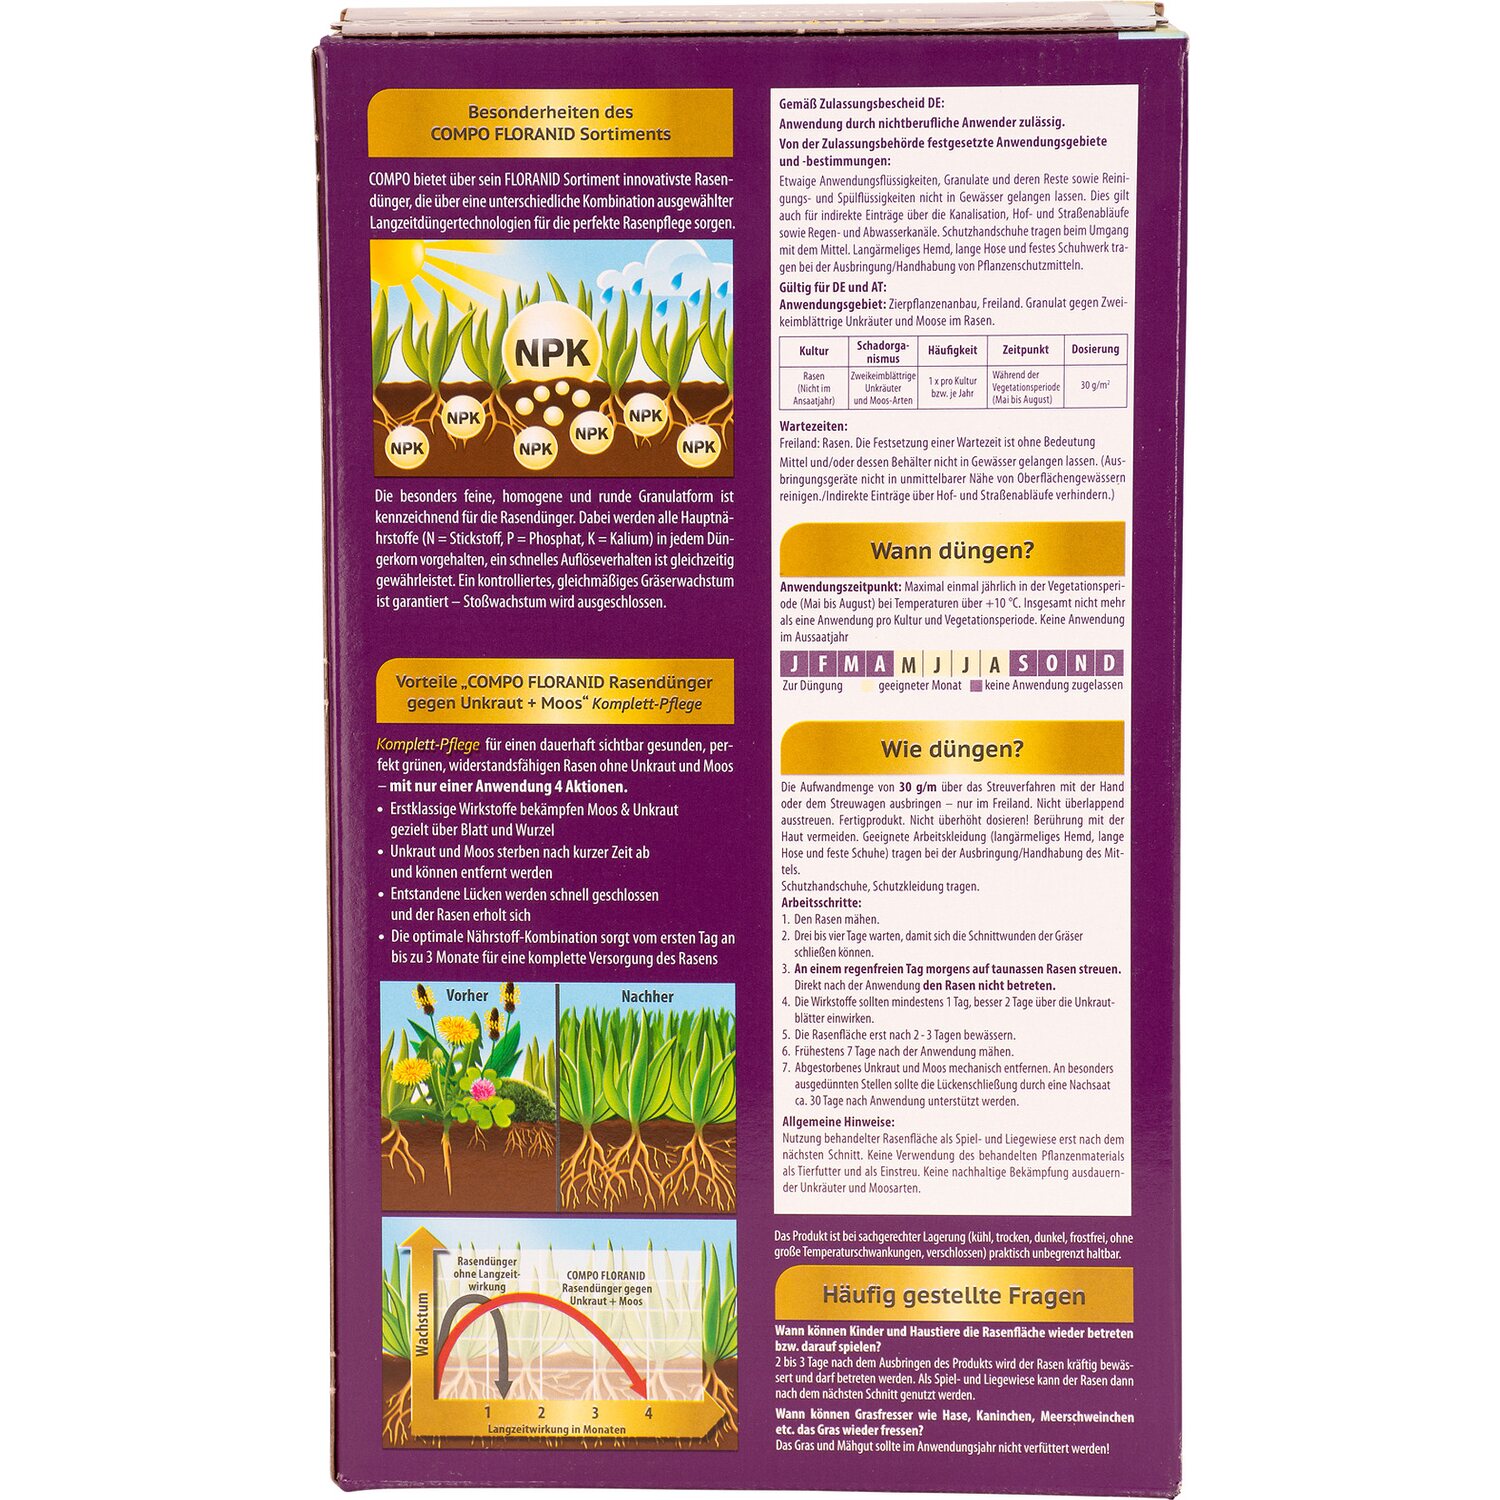 Besonderheiten des
COMPO FLORANID Sortiments
COMPO bietet über sein FLORANID Sortiment innovativste Rasen-
dünger, die über eine unterschiedliche Kombination ausgewählter
Langzeitdüngertechnologien für die perfekte Rasenpflege sorgen.
NPK
NPK
NPK
NPK
NPK
NPK
NPK
Die besonders feine, homogene und runde Granulatform ist
kennzeichnend für die Rasendünger. Dabei werden alle Hauptnä-
hrstoffe (N = Stickstoff, P = Phosphat, K = Kalium) in jedem Dün-
gerkorn vorgehalten, ein schnelles Auflöseverhalten ist gleichzeitig
gewährleistet. Ein kontrolliertes, gleichmäßiges Gräserwachstum
ist garantiert – Stoßwachstum wird ausgeschlossen.
Vorteile „COMPO FLORANID Rasendünger
gegen Unkraut + Moos“ Komplett-Pflege
Komplett-Pflege für einen dauerhaft sichtbar gesunden, per-
fekt grünen, widerstandsfähigen Rasen ohne Unkraut und Moos
– mit nur einer Anwendung 4 Aktionen.
• Erstklassige Wirkstoffe bekämpfen Moos & Unkraut
gezielt über Blatt und Wurzel
• Unkraut und Moos sterben nach kurzer Zeit ab
und können entfernt werden
• Entstandene Lücken werden schnell geschlossen
und der Rasen erholt sich
• Die optimale Nährstoff-Kombination sorgt vom ersten Tag an
bis zu 3 Monate für eine komplette Versorgung des Rasens
Vorher
Nachher
Rasendünger
ohne Langzeit-
wirkung
COMPO FLORANID
Rasendünger gegen
Unkraut + Moos
Wachstum
1 2 3 4
Langzeitwirkung in Monaten
Gemäß Zulassungsbescheid DE:
Anwendung durch nichtberufliche Anwender zulässig.
Von der Zulassungsbehörde festgesetzte Anwendungsgebiete
und -bestimmungen:
Etwaige Anwendungsflüssigkeiten, Granulate und deren Reste sowie Reini-
gungs- und Spülflüssigkeiten nicht in Gewässer gelangen lassen. Dies gilt
auch für indirekte Einträge über die Kanalisation, Hof- und Straßenabläufe
sowie Regen- und Abwasserkanäle. Schutzhandschuhe tragen beim Umgang
mit dem Mittel. Langärmeliges Hemd, lange Hose und festes Schuhwerk tra-
gen bei der Ausbringung/Handhabung von Pflanzenschutzmitteln.
Gültig für DE und AT:
Anwendungsgebiet: Zierpflanzenanbau, Freiland. Granulat gegen Zwei-
keimblättrige Unkräuter und Moose im Rasen.
Kultur
Schadorga-
nismus
Häufigkeit
Zeitpunkt
Dosierung
Rasen
(Nicht im
Ansaatjahr)
Zweikeimblättrige
Unkräuter
und Moos-Arten
1 x pro Kultur
bzw. je Jahr
Während der
Vegetationsperiode
(Mai bis August)
30 g/m²
Wartezeiten:
Freiland: Rasen. Die Festsetzung einer Wartezeit ist ohne Bedeutung
Mittel und/oder dessen Behälter nicht in Gewässer gelangen lassen. (Aus-
bringungsgeräte nicht in unmittelbarer Nähe von Oberflächengewässern
reinigen./Indirekte Einträge über Hof- und Straßenabläufe verhindern.)
Wann düngen?
Anwendungszeitpunkt: Maximal einmal jährlich in der Vegetationsperi-
ode (Mai bis August) bei Temperaturen über +10 °C. Insgesamt nicht mehr
als eine Anwendung pro Kultur und Vegetationsperiode. Keine Anwendung
im Aussaatjahr
J F M A M J J A S O N D
Zur Düngung geeigneter Monat keine Anwendung zugelassen
Wie düngen?
Die Aufwandmenge von 30 g/m über das Streuverfahren mit der Hand
oder dem Streuwagen ausbringen – nur im Freiland. Nicht überlappend
ausstreuen. Fertigprodukt. Nicht überhöht dosieren! Berührung mit der
Haut vermeiden. Geeignete Arbeitskleidung (langärmeliges Hemd, lange
Hose und feste Schuhe) tragen bei der Ausbringung/Handhabung des Mit-
tels.
Schutzhandschuhe, Schutzkleidung tragen.
Arbeitsschritte:
1. Den Rasen mähen.
2. Drei bis vier Tage warten, damit sich die Schnittwunden der Gräser
schließen können.
3. An einem regenfreien Tag morgens auf taunassen Rasen streuen.
Direkt nach der Anwendung den Rasen nicht betreten.
4. Die Wirkstoffe sollten mindestens 1 Tag, besser 2 Tage über die Unkraut-
blätter einwirken.
5. Die Rasenfläche erst nach 2 - 3 Tagen bewässern.
6. Frühestens 7 Tage nach der Anwendung mähen.
7. Abgestorbenes Unkraut und Moos mechanisch entfernen. An besonders
ausgedünnten Stellen sollte die Lückenschließung durch eine Nachsaat
ca. 30 Tage nach Anwendung unterstützt werden.
Allgemeine Hinweise:
Nutzung behandelter Rasenfläche als Spiel- und Liegewiese erst nach dem
nächsten Schnitt. Keine Verwendung des behandelten Pflanzenmaterials
als Tierfutter und als Einstreu. Keine nachhaltige Bekämpfung ausdauern-
der Unkräuter und Moosarten.
Das Produkt ist bei sachgerechter Lagerung (kühl, trocken, dunkel, frostfrei, ohne
große Temperaturschwankungen, verschlossen) praktisch unbegrenzt haltbar.
Häufig gestellte Fragen
Wann können Kinder und Haustiere die Rasenfläche wieder betreten
bzw. darauf spielen?
2 bis 3 Tage nach dem Ausbringen des Produkts wird der Rasen kräftig bewäs-
sert und darf betreten werden. Als Spiel- und Liegewiese kann der Rasen dann
nach dem nächsten Schnitt genutzt werden.
Wann können Grasfresser wie Hase, Kaninchen, Meerschweinchen
etc. das Gras wieder fressen?
Das Gras und Mähgut sollte im Anwendungsjahr nicht verfüttert werden!